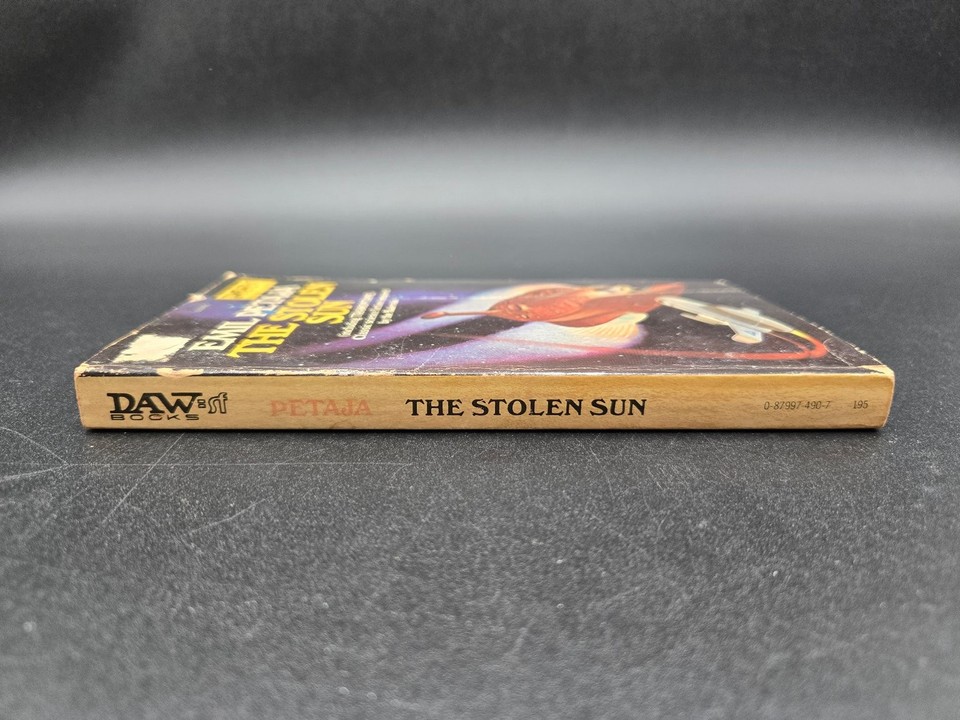 EMIL PETAJA
THE STOLEN
SUN
DAW sf
BOOKS
PETAJA
THE STOLEN SUN
0-87997-490-7
195